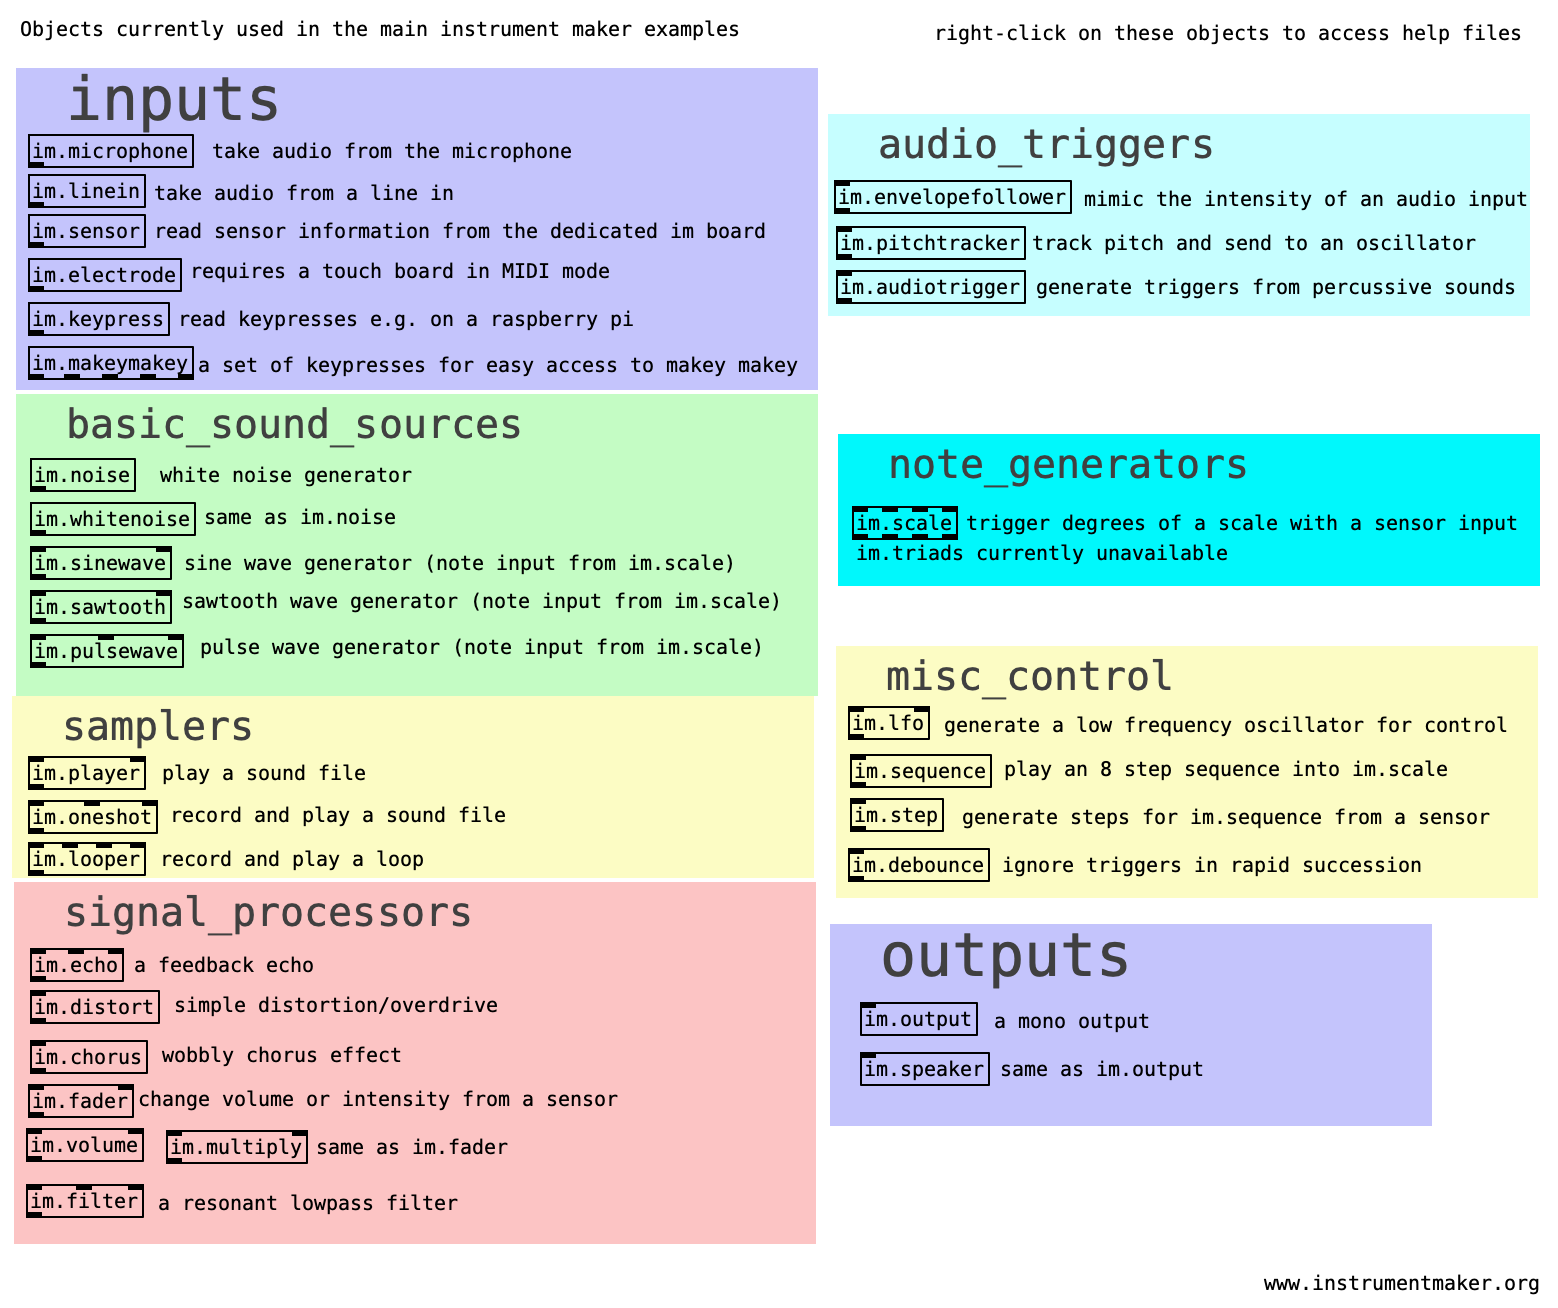 Objects currently used in the main instrument maker examples
right-click on these objects to access help files
inputs
im.microphone take audio from the microphone
im.linein take audio from a line in
im.sensor read sensor information from the dedicated im board
im.electrode requires a touch board in MIDI mode
im.keypress read keypresses e.g. on a raspberry pi
im.makeymakey a set of keypresses for easy access to makey makey
basic_sound_sources
im.noise white noise generator
im.whitenoise same as im.noise
im.sinewave sine wave generator (note input from im.scale)
im.sawtooth sawtooth wave generator (note input from im.scale)
im.pulsewave pulse wave generator (note input from im.scale)
samplers
im.player play a sound file
im.oneshot record and play a sound file
im.looper record and play a loop
signal_processors
im.echo a feedback echo
im.distort simple distortion/overdrive
im.chorus wobbly chorus effect
im.fader change volume or intensity from a sensor
im.volume im.multiply same as im.fader
im.filter a resonant lowpass filter
audio_triggers
im.envelopefollower mimic the intensity of an audio input
im.pitchtracker track pitch and send to an oscillator
im.audiotrigger generate triggers from percussive sounds
note_generators
im.scale trigger degrees of a scale with a sensor input
im.triads currently unavailable
misc_control
im.lfo generate a low frequency oscillator for control
im.sequence play an 8 step sequence into im.scale
im.step generate steps for im.sequence from a sensor
im.debounce ignore triggers in rapid succession
outputs
im.output a mono output
im.speaker same as im.output
www.instrumentmaker.org